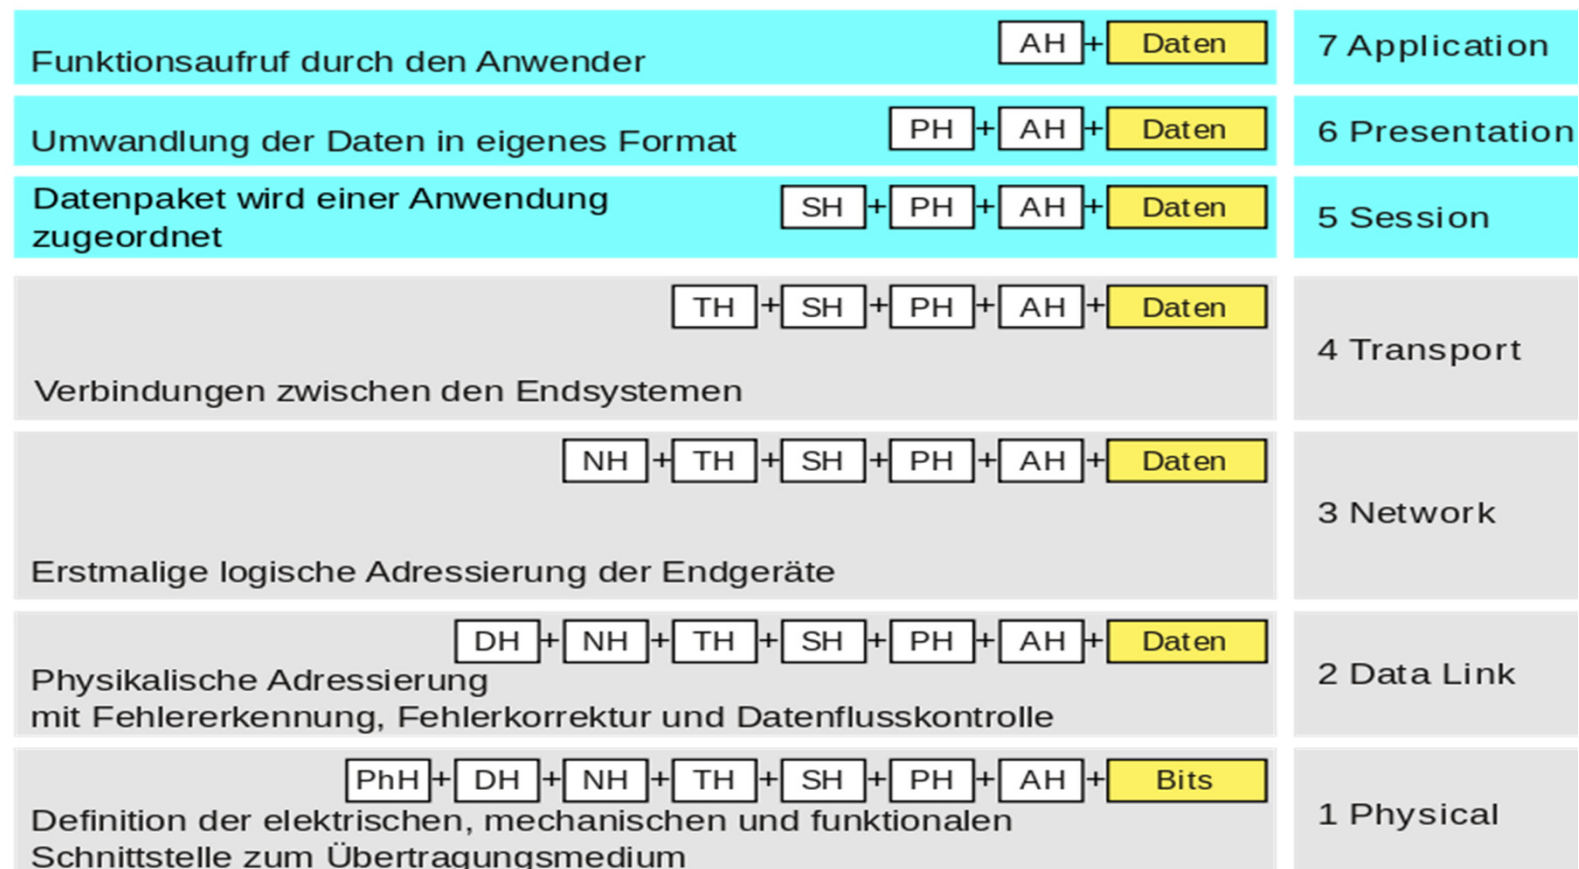 AH + Daten
Funktionsaufruf durch den Anwender
7 Application
PH + AH + Daten
Umwandlung der Daten in eigenes Format
6 Presentation
SH + PH + AH + Daten
Datenpaket wird einer Anwendung
zugeordnet
5 Session
TH + SH + PH + AH + Daten
Verbindungen zwischen den Endsystemen
4 Transport
NH + TH + SH + PH + AH + Daten
Erstmalige logische Adressierung der Endgeräte
3 Network
DH + NH + TH + SH + PH + AH + Daten
Physikalische Adressierung
mit Fehlererkennung, Fehlerkorrektur und Datenflusskontrolle
2 Data Link
PhH + DH + NH + TH + SH + PH + AH + Bits
Definition der elektrischen, mechanischen und funktionalen
Schnittstelle zum Übertragungsmedium
1 Physical